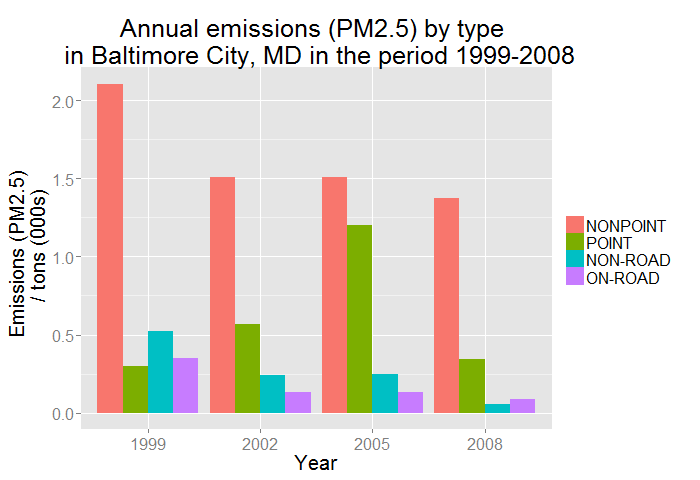 Annual emissions (PM2.5) by type
in Baltimore City, MD in the period 1999-2008
Emissions (PM2.5)
/ tons (000s)
2.0
1.5
1.0
0.5
0.0
1999
2002
2005
2008
Year
NONPOINT
POINT
NON-ROAD
ON-ROAD